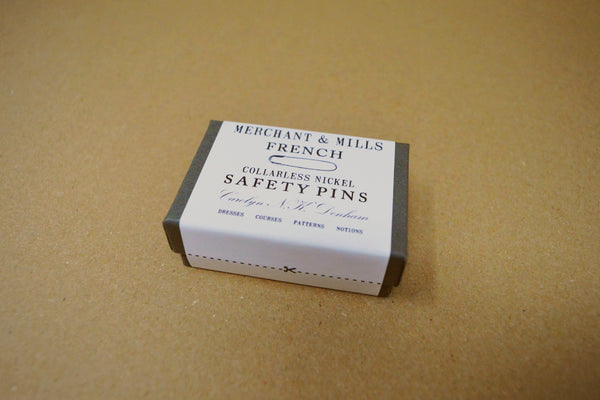 MERCHANT & MILLS
FRENCH
COLLARLESS NICKEL
SAFETY PINS
Carolyn N. K. Denham
DRESSES COURSES PATTERNS NOTIONS